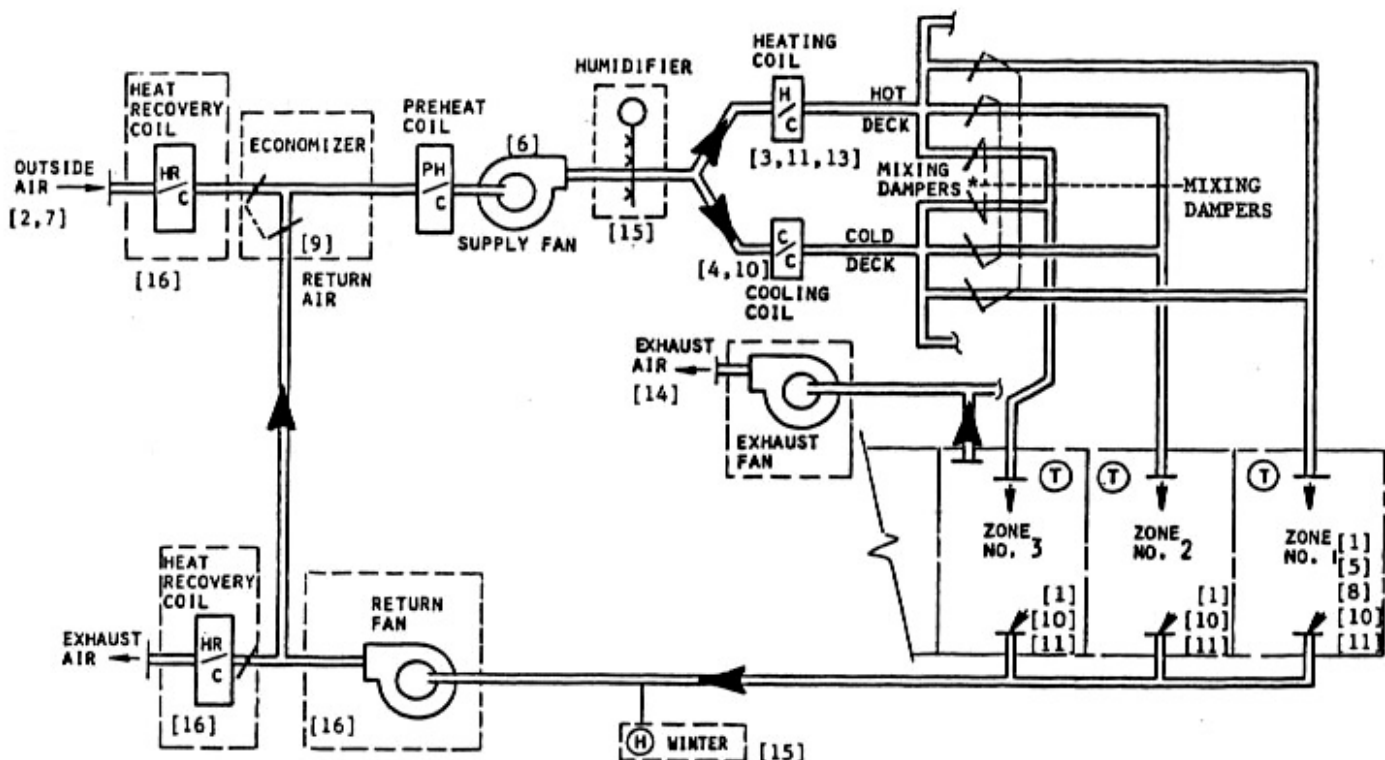 HEAT
RECOVERY
COIL
HR
C
OUTSIDE
AIR
[2,7]
[16]
ECONOMIZER
[9]
RETURN
AIR
PREHEAT
COIL
PH
C
[6]
SUPPLY FAN
HUMIDIFIER
[15]
HEATING
COIL
H
C
[3,11,13]
HOT
DECK
MIXING
DAMPERS *
MIXING
DAMPERS
[4,10]
C
C
COOLING
COIL
COLD
DECK
EXHAUST
AIR
[14]
EXHAUST
FAN
T
ZONE
NO. 3
[1]
[10]
[11]
T
ZONE
NO. 2
[1]
[10]
[11]
T
ZONE
NO. 1
[1]
[5]
[8]
[10]
[11]
HEAT
RECOVERY
COIL
HR
C
EXHAUST
AIR
[16]
RETURN
FAN
[16]
H WINTER
[15]